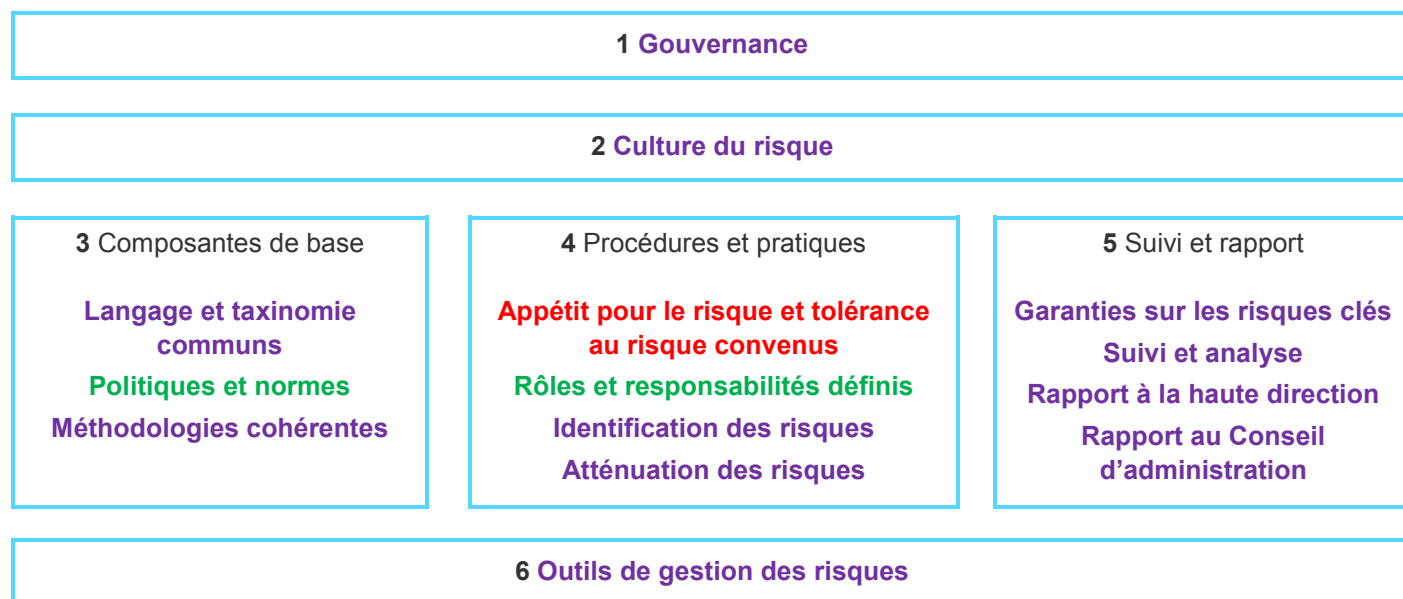 1 Gouvernance
2 Culture du risque
3 Composantes de base
Langage et taxinomie
communs
Politiques et normes
Méthodologies cohérentes
4 Procédures et pratiques
Appétit pour le risque et tolérance
au risque convenus
Rôles et responsabilités définis
Identification des risques
Atténuation des risques
5 Suivi et rapport
Garanties sur les risques clés
Suivi et analyse
Rapport à la haute direction
Rapport au Conseil
d’administration
6 Outils de gestion des risques